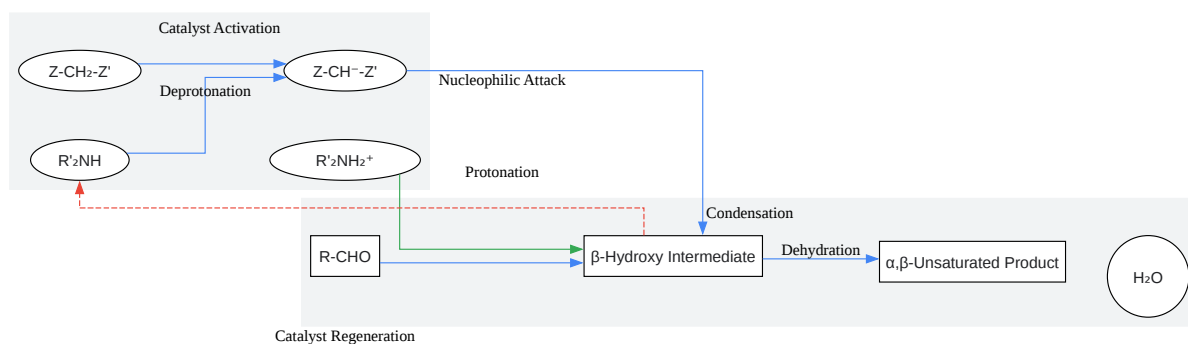 Catalyst Activation
Z-CH₂-Z'
Z-CH⁻-Z'
Nucleophilic Attack
Deprotonation
R'₂NH
R'₂NH₂⁺
Protonation
Condensation
R-CHO
β-Hydroxy Intermediate
Dehydration
α,β-Unsaturated Product
H₂O
Catalyst Regeneration